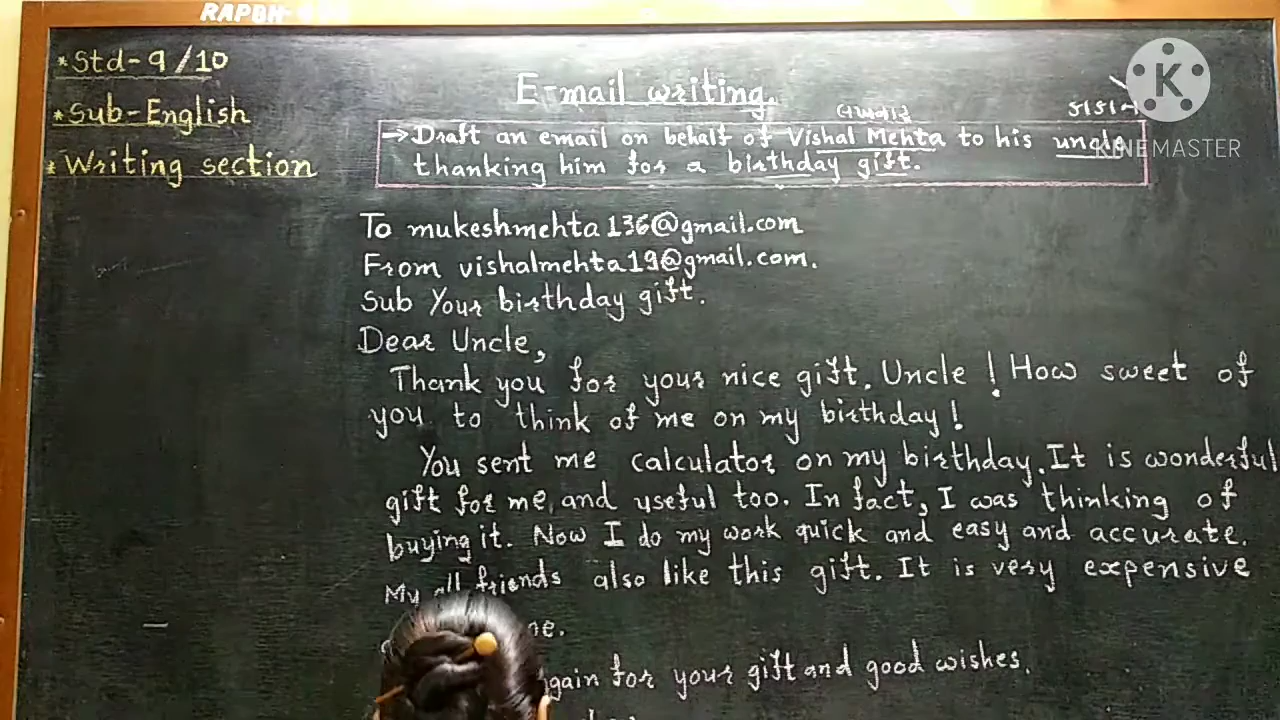 RAPBH
*Std-9/10
*Sub-English
*Writing section
E-mail writing.
K
KINEMASTER
→Draft an email on behalf of Vishal Mehta to his uncle
thanking him for a birthday gift.
To mukeshmehta136@gmail.com
From vishalmehta19@gmail.com.
Sub Your birthday gift.
Dear Uncle,
Thank you for your nice gift. Uncle ! How sweet of
you to think of me on my birthday!
You sent me calculator on my birthday. It is wonderful
gift for me, and useful too. In fact, I was thinking of
buying it. Now I do my work quick and easy and accurate.
My all friends also like this gift. It is very expensive
gain for your gift and good wishes.